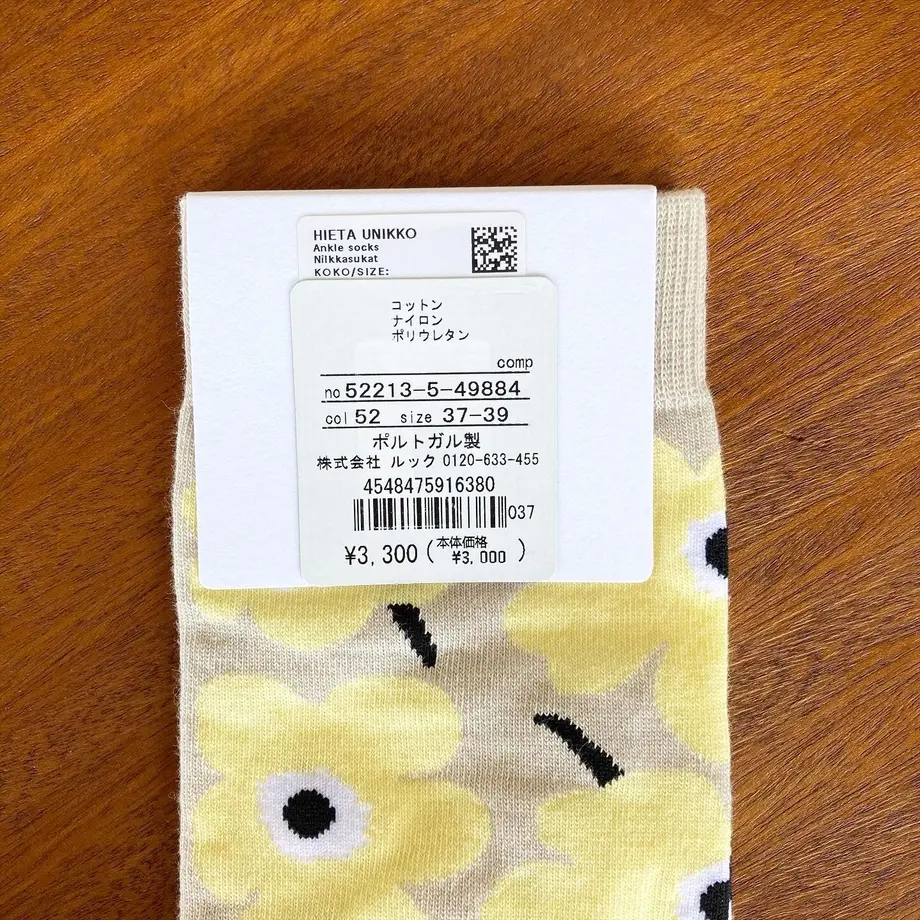 HIETA UNIKKO
Ankle socks
Nilkkasukat
KOKO/SIZE:
コットン
ナイロン
ポリウレタン
comp
no 52213-5-49884
col 52 size 37-39
ポルトガル製
株式会社 ルック 0120-633-455
4548475916380
037
¥3,300 (本体価格 ¥3,000)